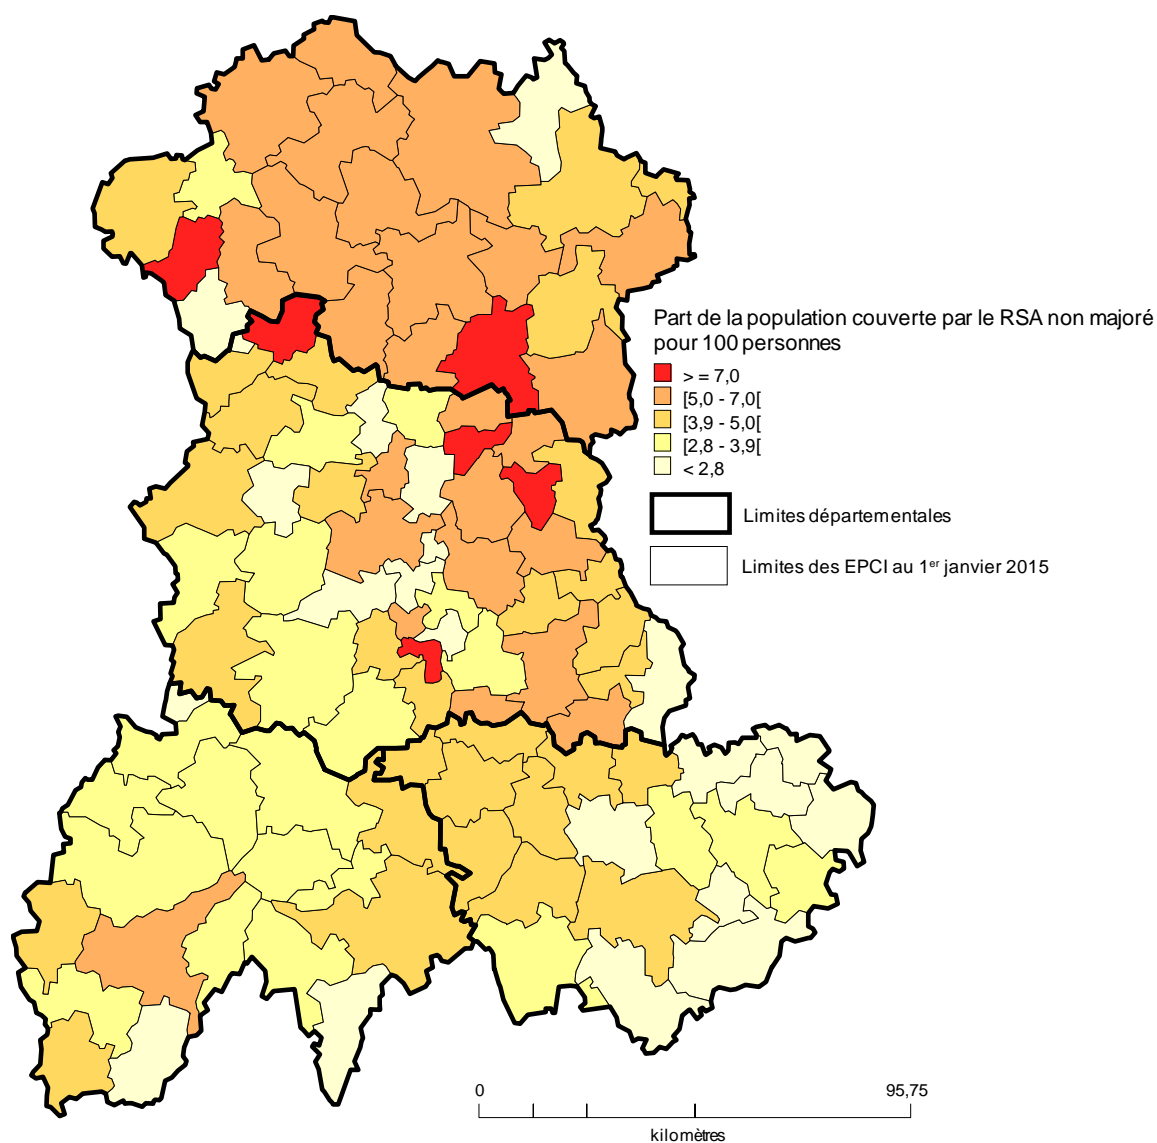 Part de la population couverte par le RSA non majoré
pour 100 personnes
> = 7,0
[5,0 - 7,0[
[3,9 - 5,0[
[2,8 - 3,9[
< 2,8
Limites départementales
Limites des EPCI au 1er janvier 2015
0 95,75
kilomètres